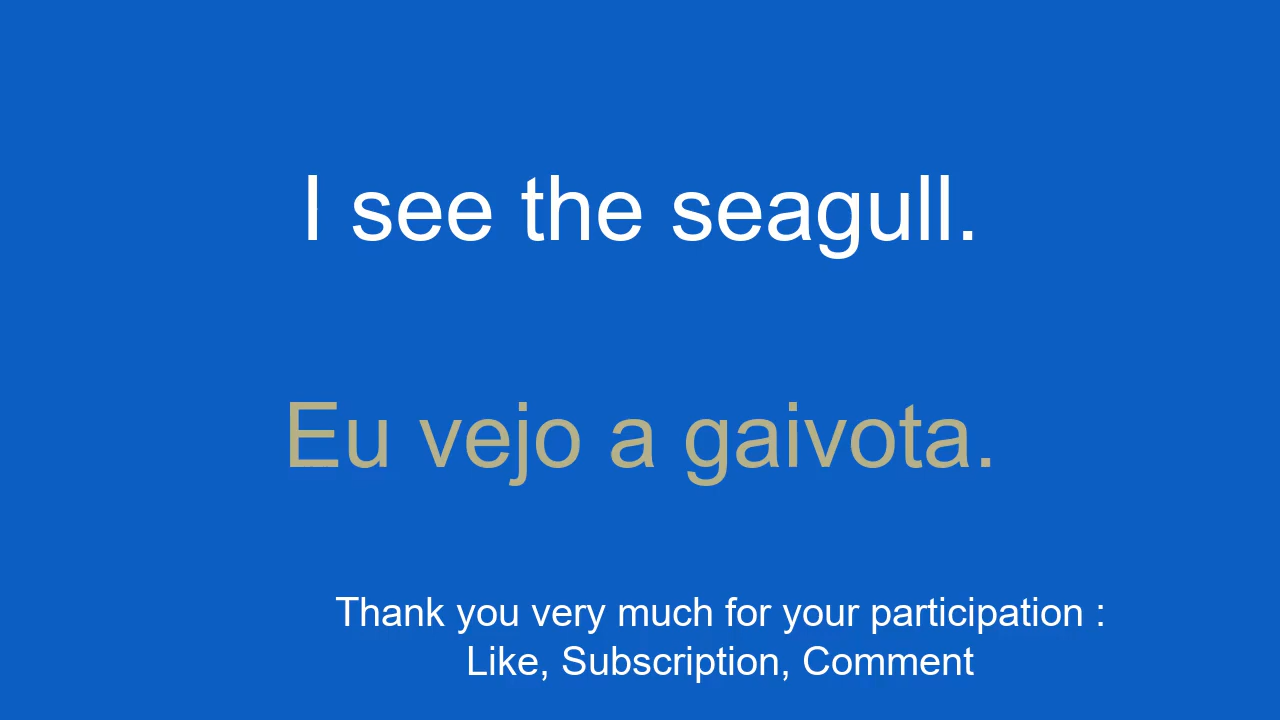 I see the seagull.
Eu vejo a gaivota.
Thank you very much for your participation :
Like, Subscription, Comment